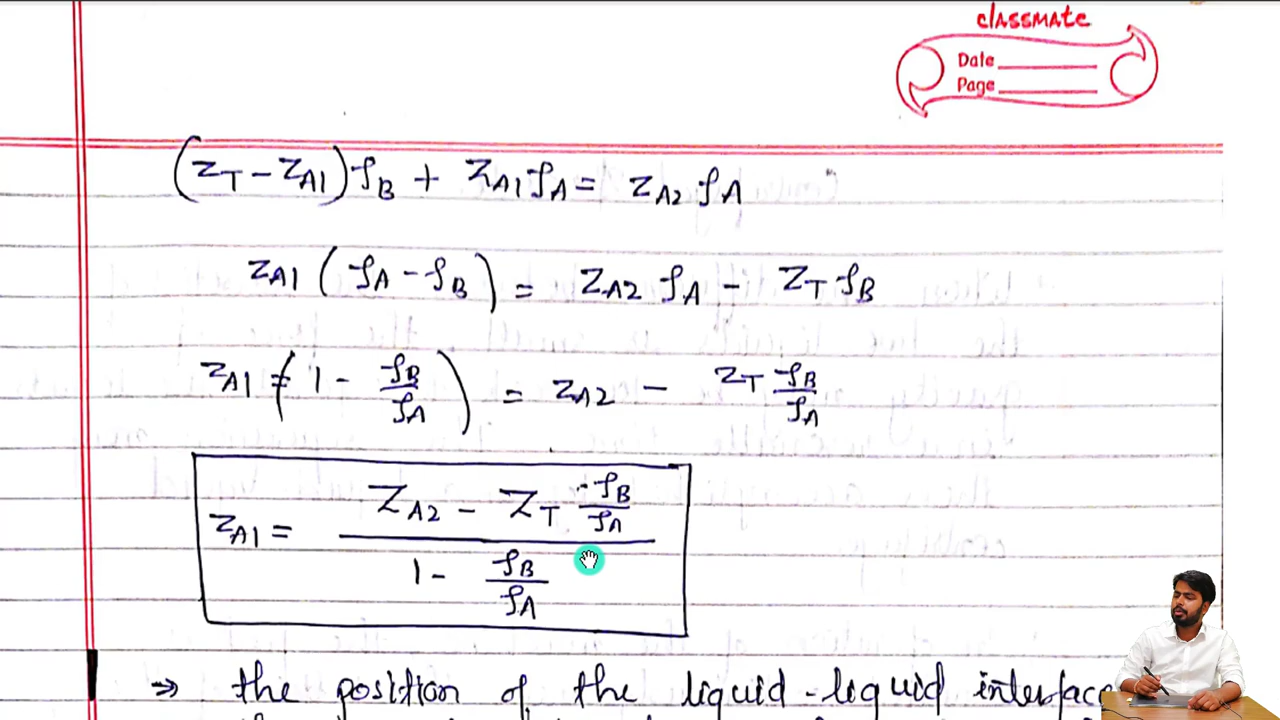 classmate
Date
Page
(Z_T - Z_A1) ρ_B + Z_A1 ρ_A = Z_A2 ρ_A
Z_A1 (ρ_A - ρ_B) = Z_A2 ρ_A - Z_T ρ_B
Z_A1 (1 - ρ_B/ρ_A) = Z_A2 - Z_T ρ_B/ρ_A
Z_A1 = (Z_A2 - Z_T ρ_B/ρ_A) / (1 - ρ_B/ρ_A)
⇒ the position of the liquid-liquid interface